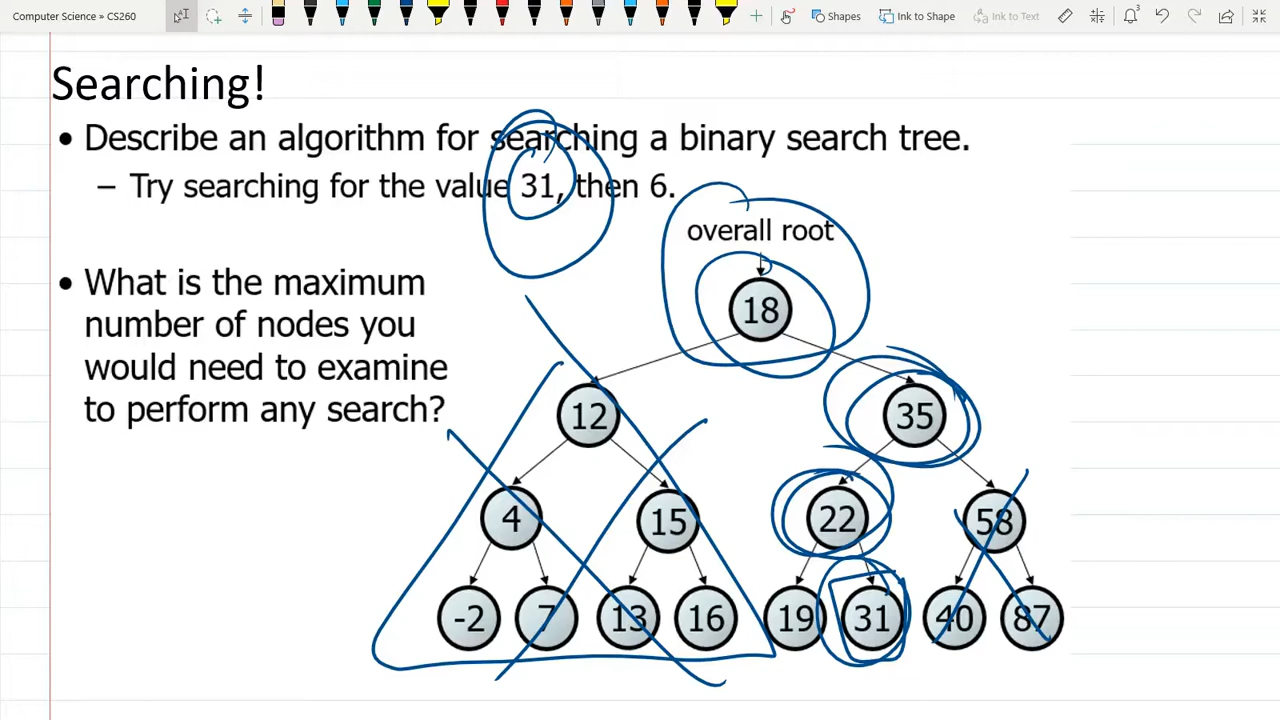 Computer Science » CS260
Shapes
Ink to Shape
Ink to Text
3
Searching!
• Describe an algorithm for searching a binary search tree.
– Try searching for the value 31, then 6.
overall root
• What is the maximum
number of nodes you
would need to examine
to perform any search?
18
12 35
4 15 22 58
-2 7 13 16 19 31 40 87